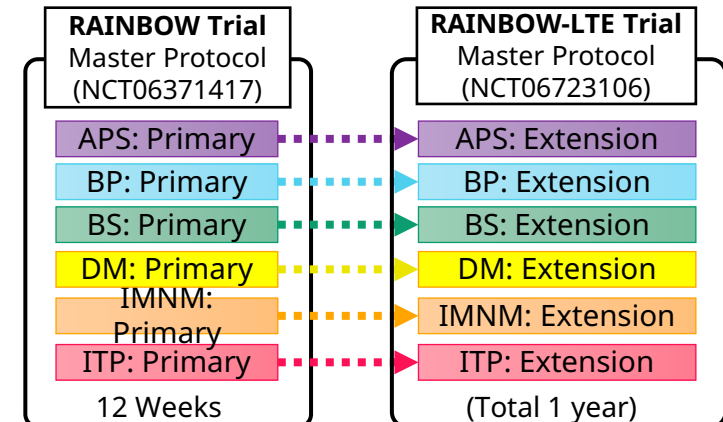 RAINBOW Trial
Master Protocol
(NCT06371417)
APS: Primary
BP: Primary
BS: Primary
DM: Primary
IMNM:
Primary
ITP: Primary
12 Weeks
RAINBOW-LTE Trial
Master Protocol
(NCT06723106)
APS: Extension
BP: Extension
BS: Extension
DM: Extension
IMNM: Extension
ITP: Extension
(Total 1 year)